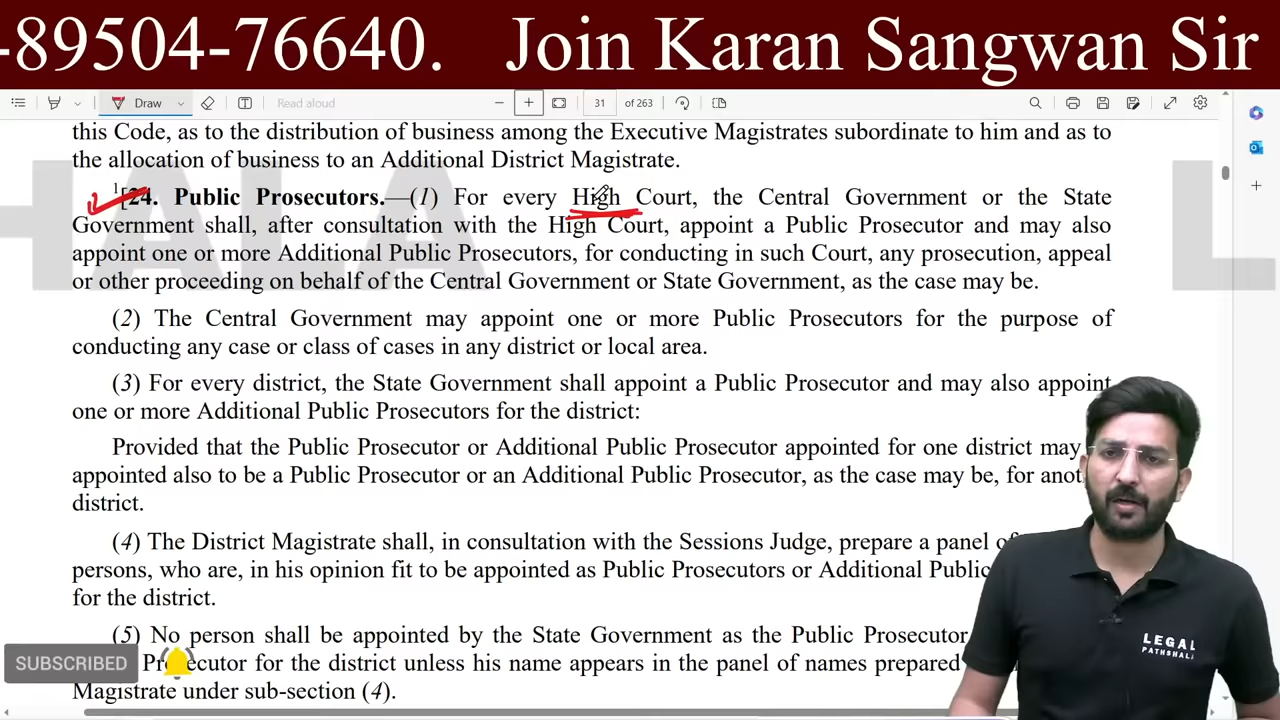 -89504-76640. Join Karan Sangwan Sir
Draw
Read aloud
31 of 263
this Code, as to the distribution of business among the Executive Magistrates subordinate to him and as to
the allocation of business to an Additional District Magistrate.
1[24. Public Prosecutors.—(1) For every High Court, the Central Government or the State
Government shall, after consultation with the High Court, appoint a Public Prosecutor and may also
appoint one or more Additional Public Prosecutors, for conducting in such Court, any prosecution, appeal
or other proceeding on behalf of the Central Government or State Government, as the case may be.
(2) The Central Government may appoint one or more Public Prosecutors for the purpose of
conducting any case or class of cases in any district or local area.
(3) For every district, the State Government shall appoint a Public Prosecutor and may also appoint
one or more Additional Public Prosecutors for the district:
Provided that the Public Prosecutor or Additional Public Prosecutor appointed for one district may
appointed also to be a Public Prosecutor or an Additional Public Prosecutor, as the case may be, for anot
district.
(4) The District Magistrate shall, in consultation with the Sessions Judge, prepare a panel of
persons, who are, in his opinion fit to be appointed as Public Prosecutors or Additional Public
for the district.
(5) No person shall be appointed by the State Government as the Public Prosecutor
Prosecutor for the district unless his name appears in the panel of names prepared
Magistrate under sub-section (4).
SUBSCRIBED
LEGAL
PATHSHALA
HALA
L